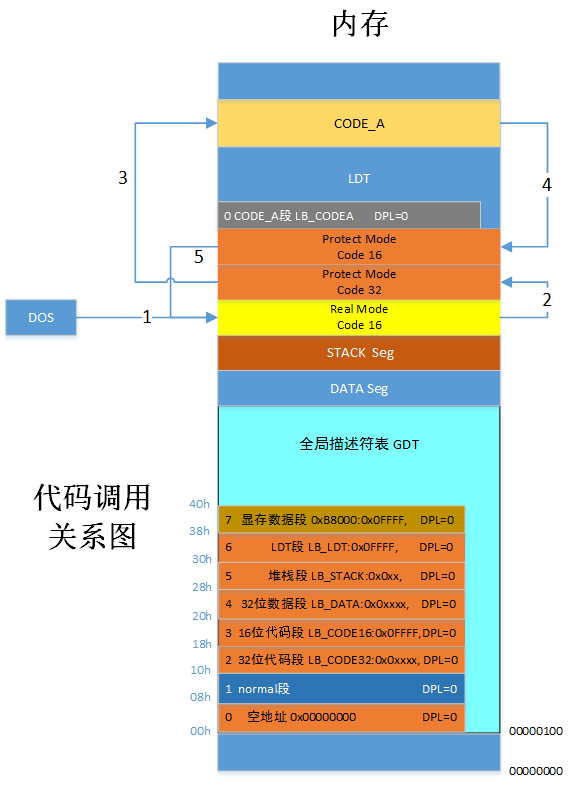 内存
CODE_A
LDT
3
4
0 CODE_A段 LB_CODEA DPL=0
Protect Mode
Code 16
5
Protect Mode
Code 32
2
DOS
1
Real Mode
Code 16
STACK Seg
DATA Seg
全局描述符表 GDT
代码调用
关系图
40h
7 显存数据段 0xB8000:0x0FFFF, DPL=0
38h
6 LDT段 LB_LDT:0x0FFFF, DPL=0
30h
5 堆栈段 LB_STACK:0x0xx, DPL=0
28h
4 32位数据段 LB_DATA:0x0xxxx, DPL=0
20h
3 16位代码段 LB_CODE16:0x0FFFF,DPL=0
18h
2 32位代码段 LB_CODE32:0x0xxxx, DPL=0
10h
1 normal段 DPL=0
08h
0 空地址 0x00000000 DPL=0
00h
00000100
00000000